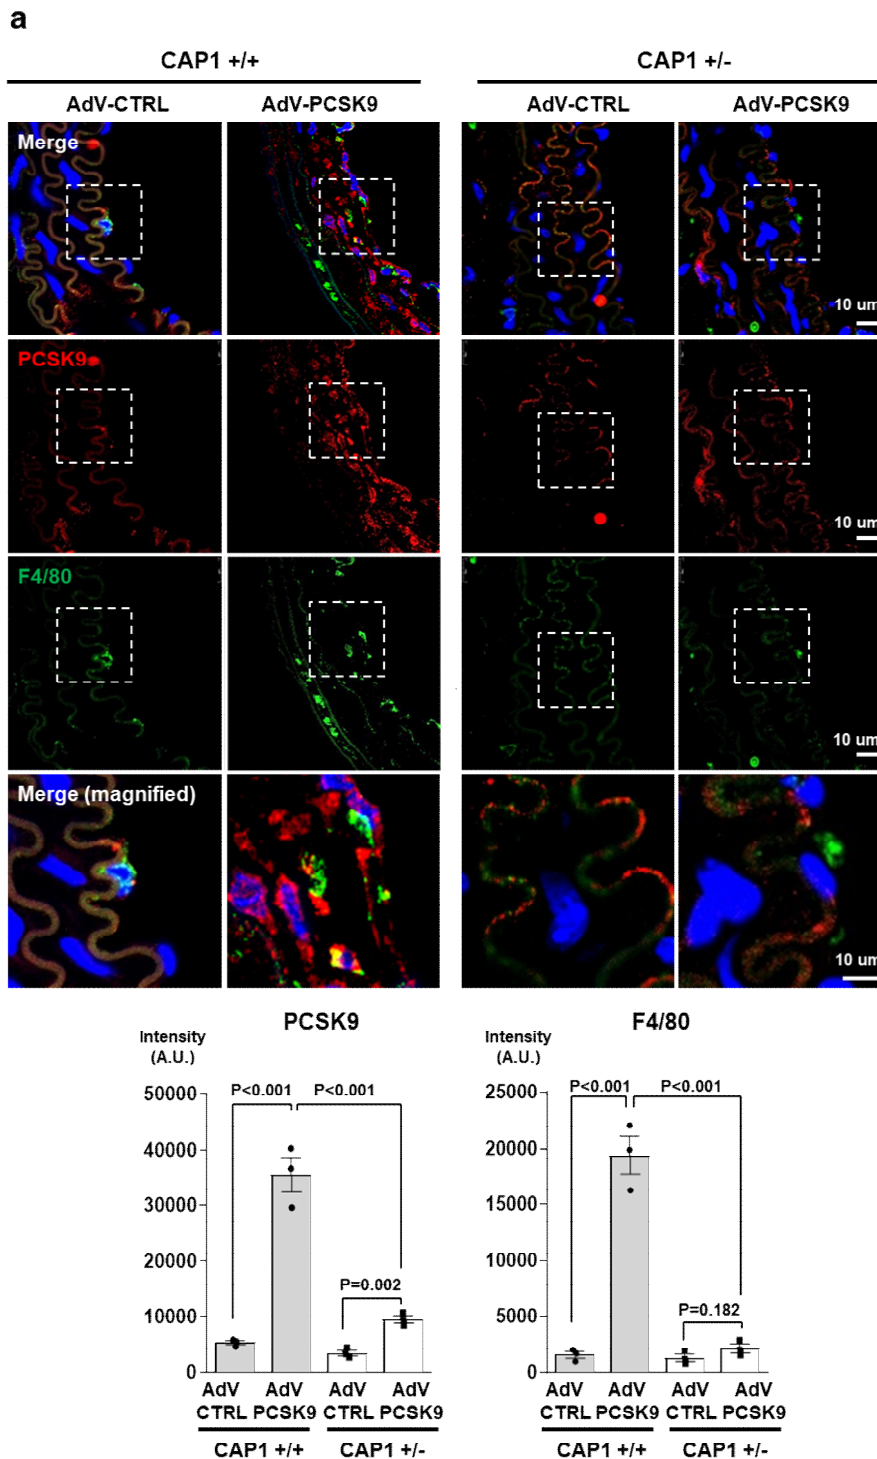 a
CAP1 +/+ CAP1 +/-
AdV-CTRL AdV-PCSK9 AdV-CTRL AdV-PCSK9
Merge
10 um
PCSK9
10 um
F4/80
10 um
Merge (magnified)
10 um
PCSK9
Intensity
(A.U.)
50000
40000
30000
20000
10000
0
P<0.001 P<0.001
P=0.002
AdV AdV AdV AdV
CTRL PCSK9 CTRL PCSK9
CAP1 +/+ CAP1 +/-
F4/80
Intensity
(A.U.)
25000
20000
15000
10000
5000
0
P<0.001 P<0.001
P=0.182
AdV AdV AdV AdV
CTRL PCSK9 CTRL PCSK9
CAP1 +/+ CAP1 +/-